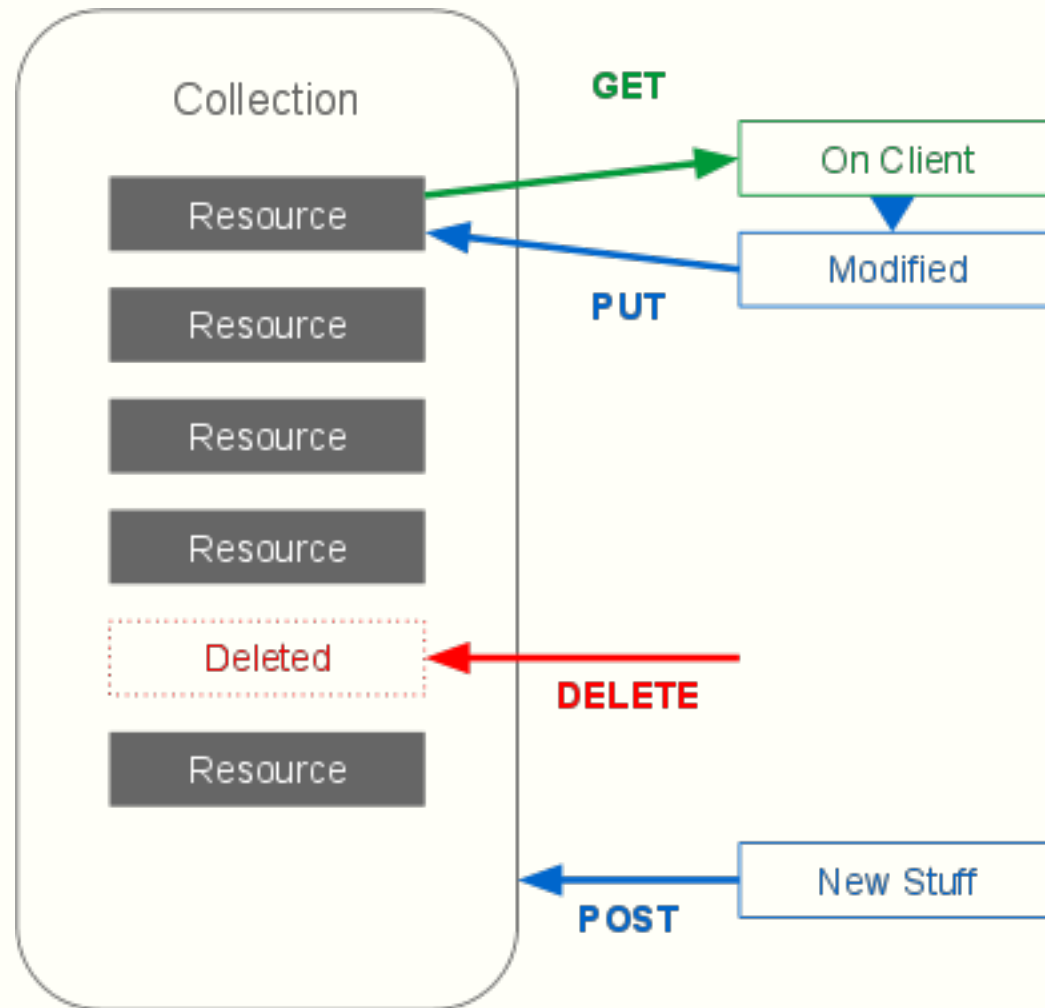 Collection
GET
On Client
Resource
Modified
PUT
Resource
Resource
Resource
Deleted
DELETE
Resource
New Stuff
POST